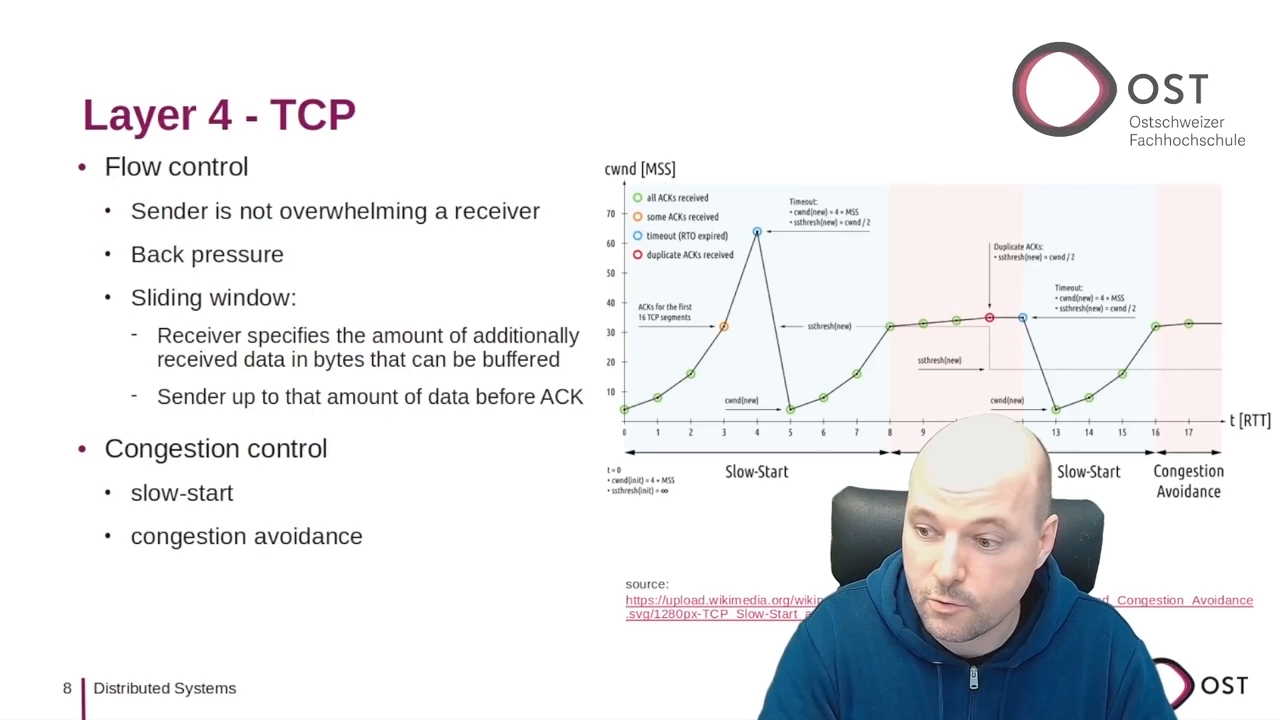 OST
Ostschweizer
Fachhochschule
Layer 4 - TCP
• Flow control
• Sender is not overwhelming a receiver
• Back pressure
• Sliding window:
- Receiver specifies the amount of additionally
received data in bytes that can be buffered
- Sender up to that amount of data before ACK
• Congestion control
• slow-start
• congestion avoidance
cwnd [MSS]
all ACKs received
some ACKs received
timeout (RTO expired)
duplicate ACKs received
Timeout:
• cwnd(new) = 4 × MSS
• ssthresh(new) = cwnd / 2
Duplicate ACKs:
• ssthresh(new) = cwnd / 2
Timeout:
• cwnd(new) = 4 × MSS
• ssthresh(new) = cwnd / 2
ACKs for the first
16 TCP segments
ssthresh(new)
ssthresh(new)
cwnd(new)
cwnd(new)
70
60
50
40
30
20
10
0 1 2 3 4 5 6 7 8 9 13 14 15 16 17
t [RTT]
t = 0
• cwnd(init) = 4 × MSS
• ssthresh(init) = ∞
Slow-Start
Slow-Start
Congestion
Avoidance
source:
https://upload.wikimedia.org/wikip Congestion_Avoidance
.svg/1280px-TCP_Slow-Start_a
8 Distributed Systems
OST